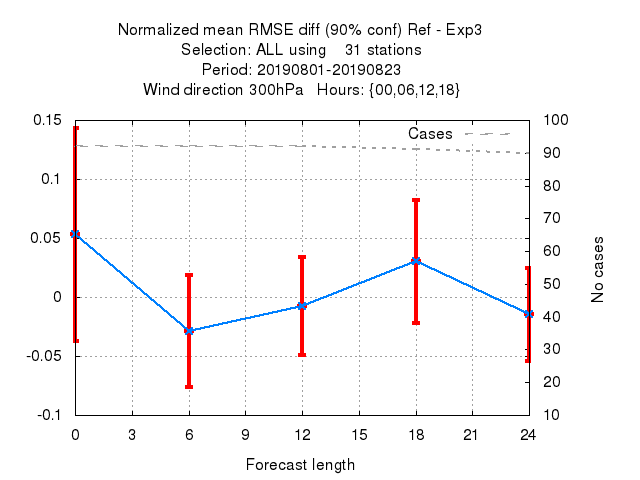 Normalized mean RMSE diff (90% conf) Ref - Exp3
Selection: ALL using    31 stations
Period: 20190801-20190823
Wind direction 300hPa   Hours: {00,06,12,18}
Cases
0.15
0.1
0.05
0
-0.05
-0.1
100
90
80
70
60
50
40
30
20
10
No cases
0 3 6 9 12 15 18 21 24
Forecast length